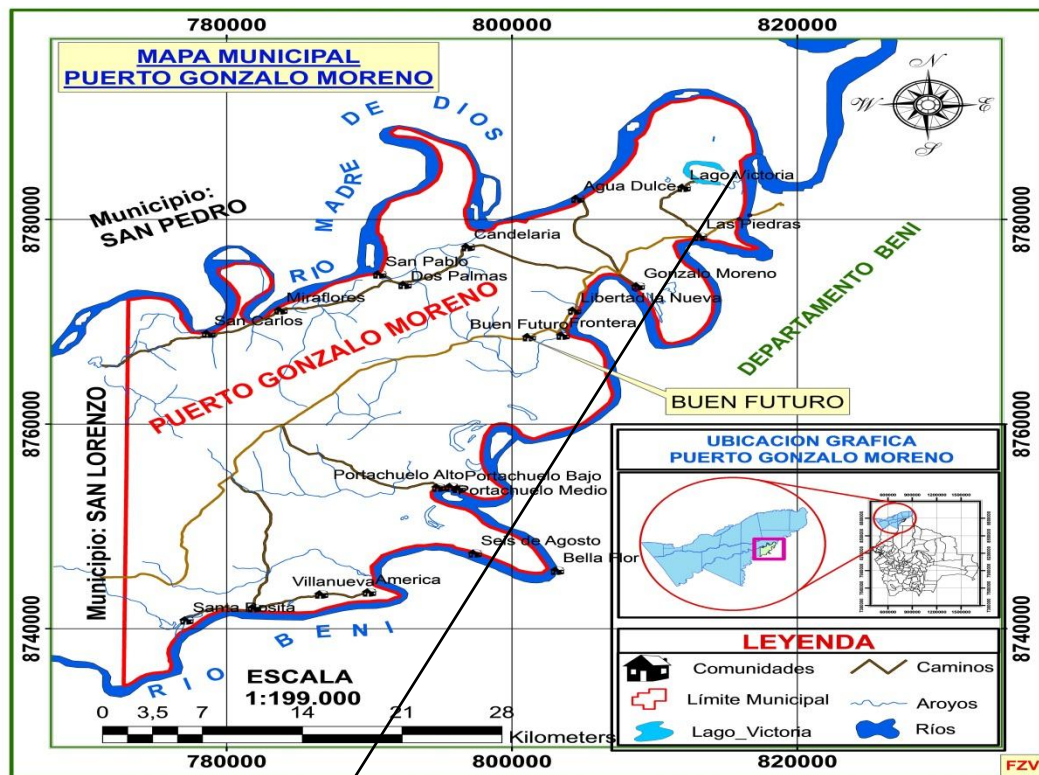 780000 800000 820000
MAPA MUNICIPAL
PUERTO GONZALO MORENO
N
W E
S
RIO MADRE DE DIOS
Municipio:
SAN PEDRO
8780000
8780000
Agua Dulce
Lago Victoria
Las Piedras
Candelaria
San Pablo
Dos Palmas
Gonzalo Moreno
Miraflores
Libertad la Nueva
San Carlos
Buen Futuro
Frontera
PUERTO GONZALO MORENO
DEPARTAMENTO BENI
BUEN FUTURO
8760000
8760000
Municipio: SAN LORENZO
Portachuelo Alto
Portachuelo Bajo
Portachuelo Medio
Seis de Agosto
Bella Flor
Villanueva
America
Santa Rosita
8740000
8740000
RIO BENI
UBICACION GRAFICA
PUERTO GONZALO MORENO
LEYENDA
Comunidades
Caminos
Límite Municipal
Aroyos
Lago_Victoria
Ríos
ESCALA
1:199.000
0 3,5 7 14 21 28
Kilometers
780000 800000 820000
FZV